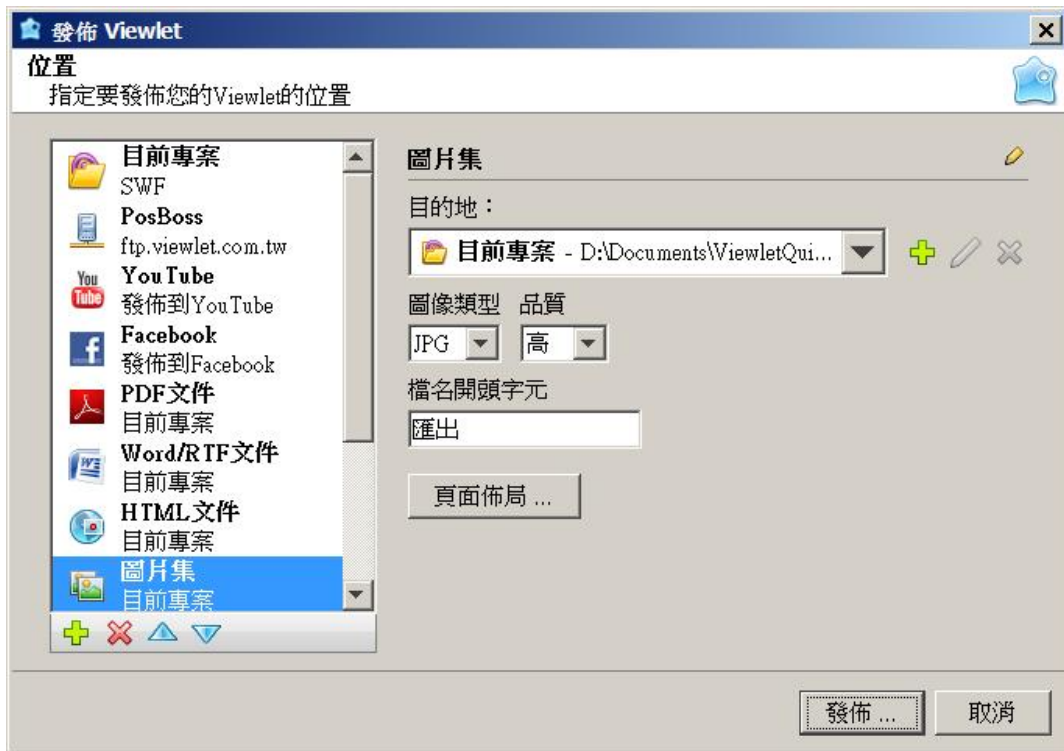 發佈 Viewlet
位置
指定要發佈您的Viewlet的位置
目前專案
SWF
PosBoss
ftp.viewlet.com.tw
You Tube
YouTube
發佈到YouTube
f
Facebook
發佈到Facebook
PDF文件
目前專案
W
Word/RTF文件
目前專案
HTML文件
目前專案
圖片集
目前專案
圖片集
目的地：
目前專案 - D:\Documents\ViewletQui...
圖像類型 品質
JPG 高
檔名開頭字元
匯出
頁面佈局 ...
發佈 ... 取消